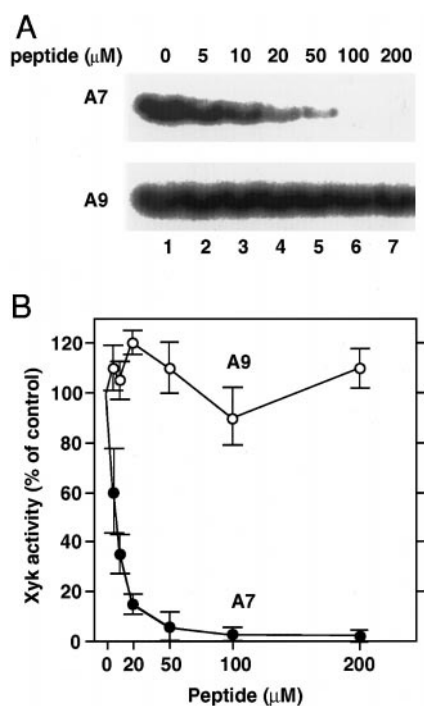 A
peptide (μM) 0 5 10 20 50 100 200
A7
A9
1 2 3 4 5 6 7
B
120
100
80
60
40
20
0
A9
A7
Xyk activity (% of control)
0 20 50 100 200
Peptide (μM)